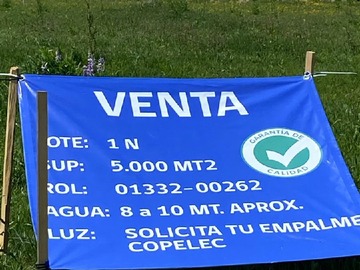 VENTA
OTE: 1 N
SUP: 5.000 MT2
ROL: 01332-00262
AGUA: 8 a 10 MT. APROX.
LUZ: SOLICITA TU EMPALME
COPELEC
GARANTÍA DE
CALIDAD